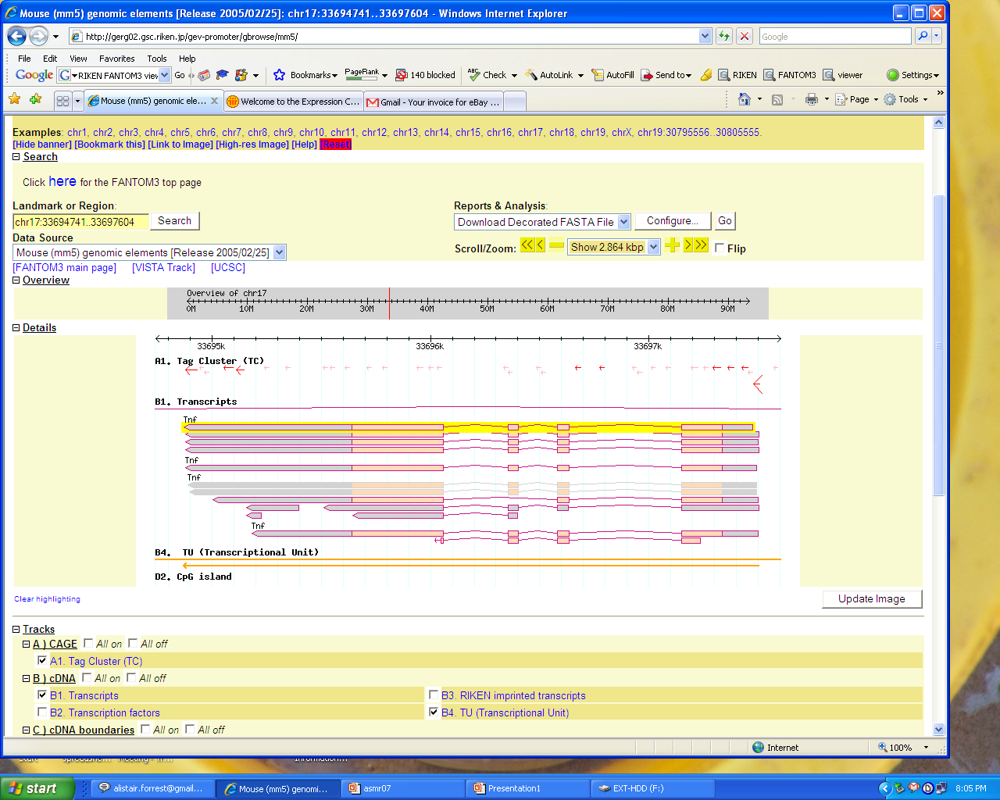 Mouse (mm5) genomic elements [Release 2005/02/25]: chr17:33694741..33697604 - Windows Internet Explorer
http://gerg02.gsc.riken.jp/gev-promoter/gbrowse/mm5/
Google
File Edit View Favorites Tools Help
Google G RIKEN FANTOM3 view Go Bookmarks PageRank 140 blocked ABC Check AutoLink AutoFill Send to RIKEN FANTOM3 viewer Settings
Mouse (mm5) genomic ele... Welcome to the Expression C... Gmail - Your invoice for eBay ... Page Tools
Examples: chr1, chr2, chr3, chr4, chr5, chr6, chr7, chr8, chr9, chr10, chr11, chr12, chr13, chr14, chr15, chr16, chr17, chr18, chr19, chrX, chr19:30795556..30805555.
[Hide banner] [Bookmark this] [Link to Image] [High-res Image] [Help] [Reset]
Search
Click here for the FANTOM3 top page
Landmark or Region: Reports & Analysis:
chr17:33694741..33697604 Search Download Decorated FASTA File Configure... Go
Data Source
Mouse (mm5) genomic elements [Release 2005/02/25] Scroll/Zoom: Show 2.864 kbp Flip
[FANTOM3 main page] [VISTA Track] [UCSC]
Overview
Overview of chr17
0M 10M 20M 30M 40M 50M 60M 70M 80M 90M
Details
33695k 33696k 33697k
A1. Tag Cluster (TC)
B1. Transcripts
Tnf
Tnf
Tnf
Tnf
B4. TU (Transcriptional Unit)
D2. CpG island
Clear highlighting Update Image
Tracks
A ) CAGE All on All off
A1. Tag Cluster (TC)
B ) cDNA All on All off
B1. Transcripts B3. RIKEN imprinted transcripts
B2. Transcription factors B4. TU (Transcriptional Unit)
C ) cDNA boundaries All on All off
Internet 100%
start alistair.forrest@gmail... Mouse (mm5) genomi... asmr07 Presentation1 EXT-HDD (F:) 8:05 PM